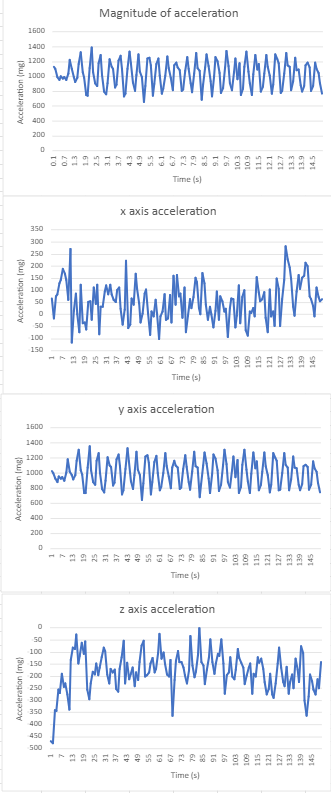 Magnitude of acceleration
1600
1400
1200
1000
800
600
400
200
0
Acceleration (mg)
0.1 0.7 1.3 1.9 2.5 3.1 3.7 4.3 4.9 5.5 6.1 6.7 7.3 7.9 8.5 9.1 9.7 10.3 10.9 11.5 12.1 12.7 13.3 13.9 14.5
Time (s)
x axis acceleration
350
300
250
200
150
100
50
0
50
100
150
Acceleration (mg)
1 7 13 19 25 31 37 43 49 55 61 67 73 79 85 91 97 103 109 115 121 127 133 139 145
Time (s)
y axis acceleration
1600
1400
1200
1000
800
600
400
200
0
Acceleration (mg)
1 7 13 19 25 31 37 43 49 55 61 67 73 79 85 91 97 103 109 115 121 127 133 139 145
Time (s)
z axis acceleration
0
50
100
150
200
250
300
350
400
450
500
Acceleration (mg)
1 7 13 19 25 31 37 43 49 55 61 67 73 79 85 91 97 103 109 115 121 127 133 139 145
Time (s)